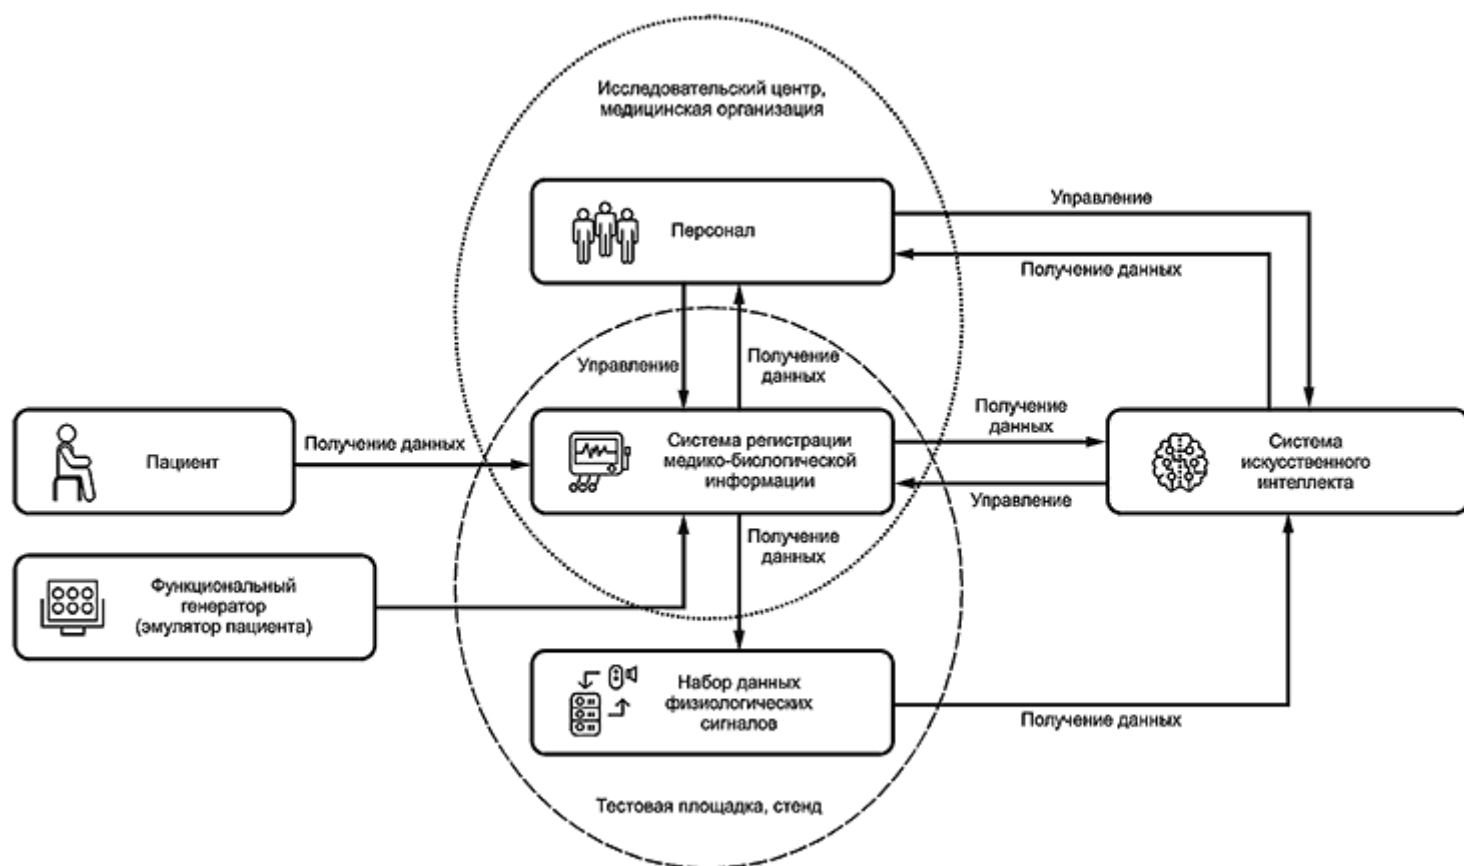 Исследовательский центр,
медицинская организация
Персонал
Управление
Получение данных
Управление
Получение
данных
Пациент
Получение данных
Система регистрации
медико-биологической
информации
Получение
данных
Управление
Система
искусственного
интеллекта
Получение
данных
Функциональный
генератор
(эмулятор пациента)
Набор данных
физиологических
сигналов
Получение данных
Тестовая площадка, стенд